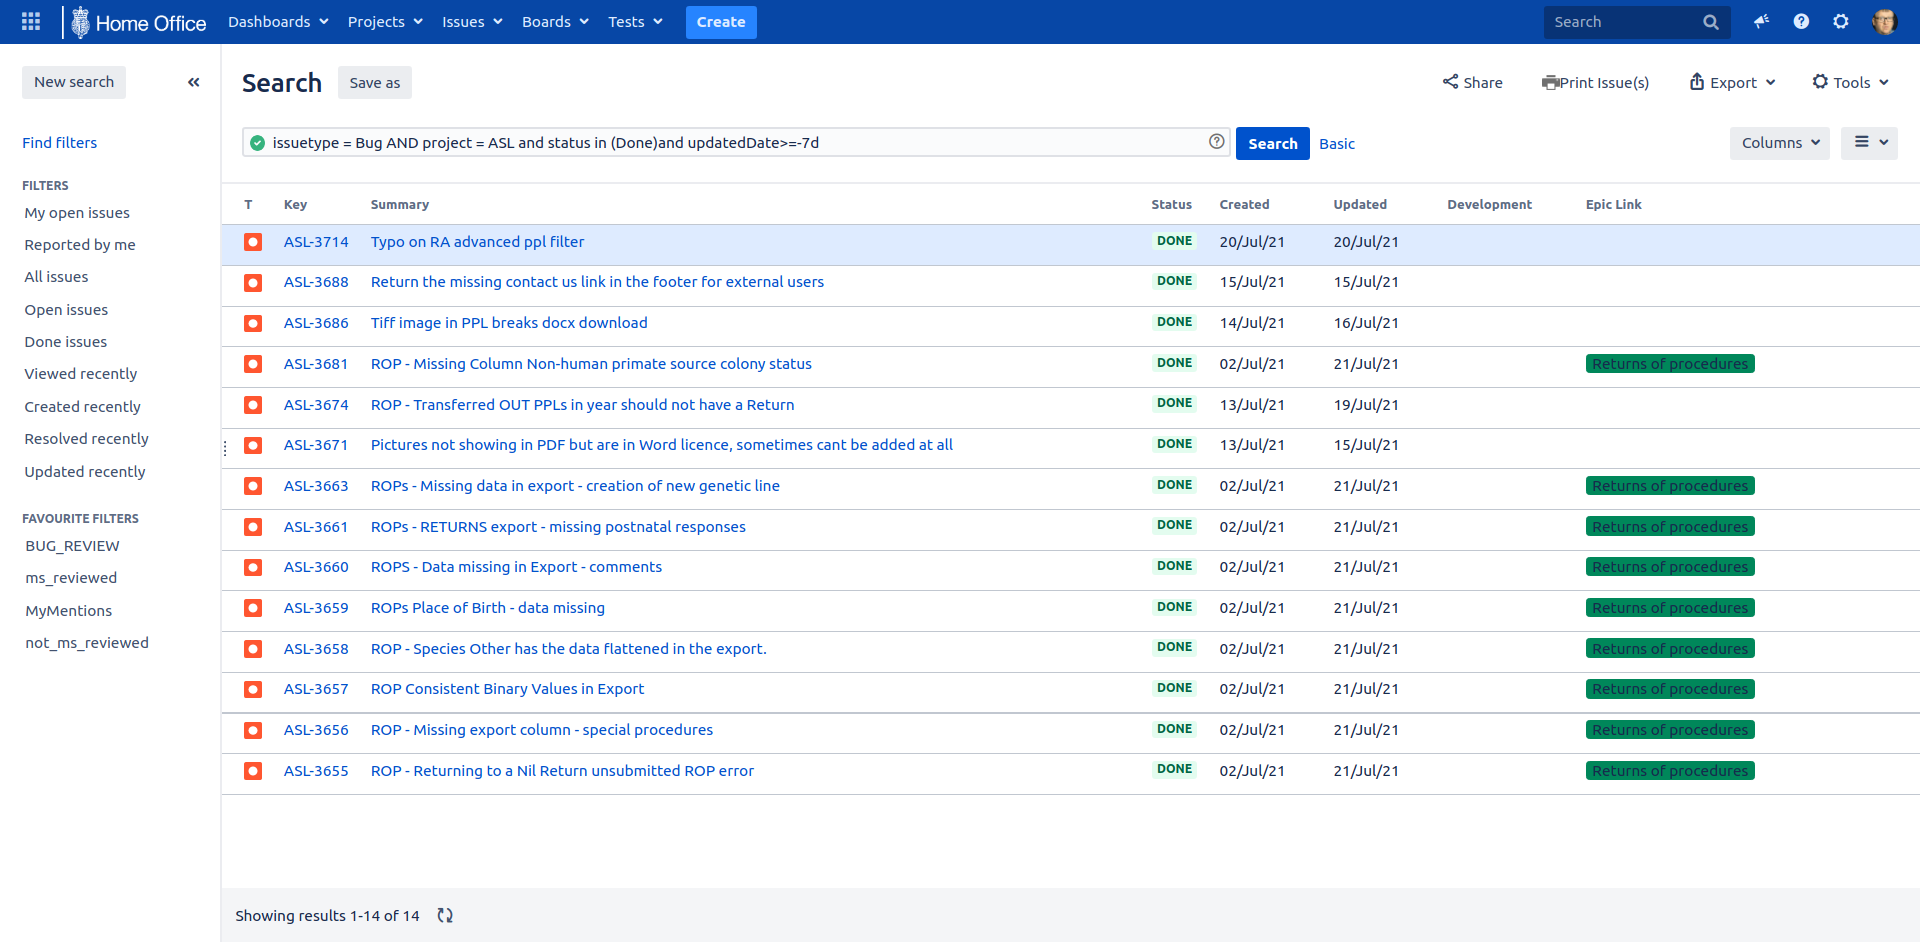 Home Office Dashboards Projects Issues Boards Tests Create Search
New search
Search Save as Share Print Issue(s) Export Tools
issuetype = Bug AND project = ASL and status in (Done)and updatedDate>=-7d Search Basic Columns
Find filters
FILTERS
My open issues
Reported by me
All issues
Open issues
Done issues
Viewed recently
Created recently
Resolved recently
Updated recently
FAVOURITE FILTERS
BUG_REVIEW
ms_reviewed
MyMentions
not_ms_reviewed
T Key Summary Status Created Updated Development Epic Link
ASL-3714 Typo on RA advanced ppl filter DONE 20/Jul/21 20/Jul/21
ASL-3688 Return the missing contact us link in the footer for external users DONE 15/Jul/21 15/Jul/21
ASL-3686 Tiff image in PPL breaks docx download DONE 14/Jul/21 16/Jul/21
ASL-3681 ROP - Missing Column Non-human primate source colony status DONE 02/Jul/21 21/Jul/21 Returns of procedures
ASL-3674 ROP - Transferred OUT PPLs in year should not have a Return DONE 13/Jul/21 19/Jul/21
ASL-3671 Pictures not showing in PDF but are in Word licence, sometimes cant be added at all DONE 13/Jul/21 15/Jul/21
ASL-3663 ROPs - Missing data in export - creation of new genetic line DONE 02/Jul/21 21/Jul/21 Returns of procedures
ASL-3661 ROPs - RETURNS export - missing postnatal responses DONE 02/Jul/21 21/Jul/21 Returns of procedures
ASL-3660 ROPS - Data missing in Export - comments DONE 02/Jul/21 21/Jul/21 Returns of procedures
ASL-3659 ROPs Place of Birth - data missing DONE 02/Jul/21 21/Jul/21 Returns of procedures
ASL-3658 ROP - Species Other has the data flattened in the export. DONE 02/Jul/21 21/Jul/21 Returns of procedures
ASL-3657 ROP Consistent Binary Values in Export DONE 02/Jul/21 21/Jul/21 Returns of procedures
ASL-3656 ROP - Missing export column - special procedures DONE 02/Jul/21 21/Jul/21 Returns of procedures
ASL-3655 ROP - Returning to a Nil Return unsubmitted ROP error DONE 02/Jul/21 21/Jul/21 Returns of procedures
Showing results 1-14 of 14